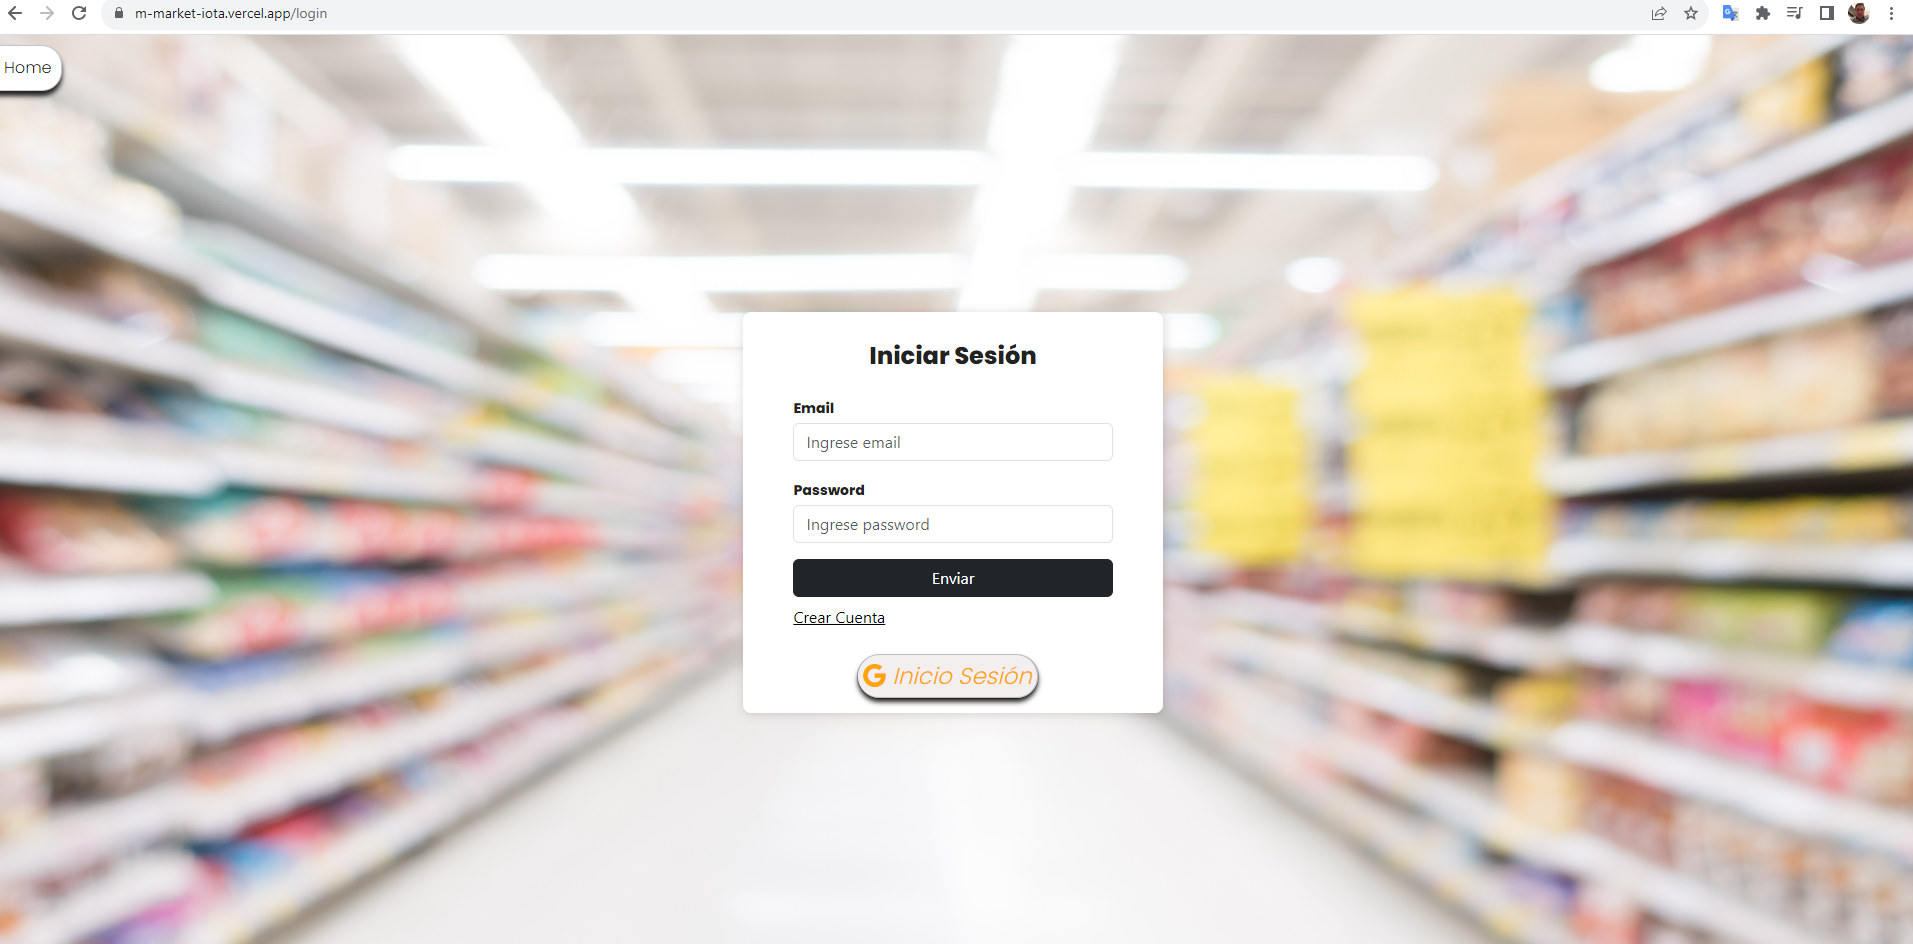 m-market-iota.vercel.app/login
Home
Iniciar Sesión
Email
Ingrese email
Password
Ingrese password
Enviar
Crear Cuenta
G Inicio Sesión